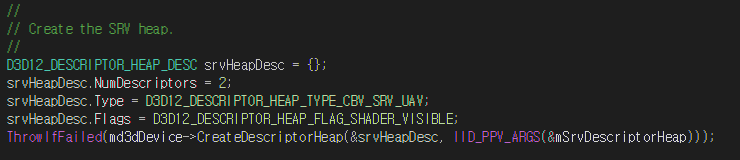 //
// Create the SRV heap.
//
D3D12_DESCRIPTOR_HEAP_DESC srvHeapDesc = {};
srvHeapDesc.NumDescriptors = 2;
srvHeapDesc.Type = D3D12_DESCRIPTOR_HEAP_TYPE_CBV_SRV_UAV;
srvHeapDesc.Flags = D3D12_DESCRIPTOR_HEAP_FLAG_SHADER_VISIBLE;
ThrowIfFailed(md3dDevice->CreateDescriptorHeap(&srvHeapDesc, IID_PPV_ARGS(&mSrvDescriptorHeap)));